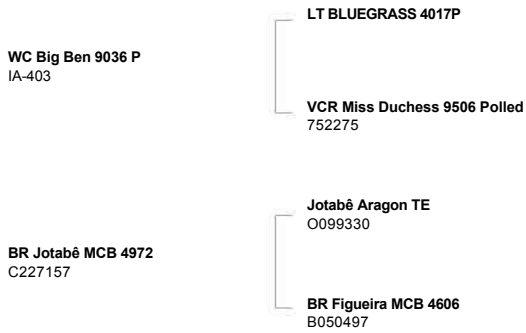 LT BLUEGRASS 4017P
WC Big Ben 9036 P
IA-403
VCR Miss Duchess 9506 Polled
752275
Jotabê Aragon TE
O099330
BR Jotabê MCB 4972
C227157
BR Figueira MCB 4606
B050497